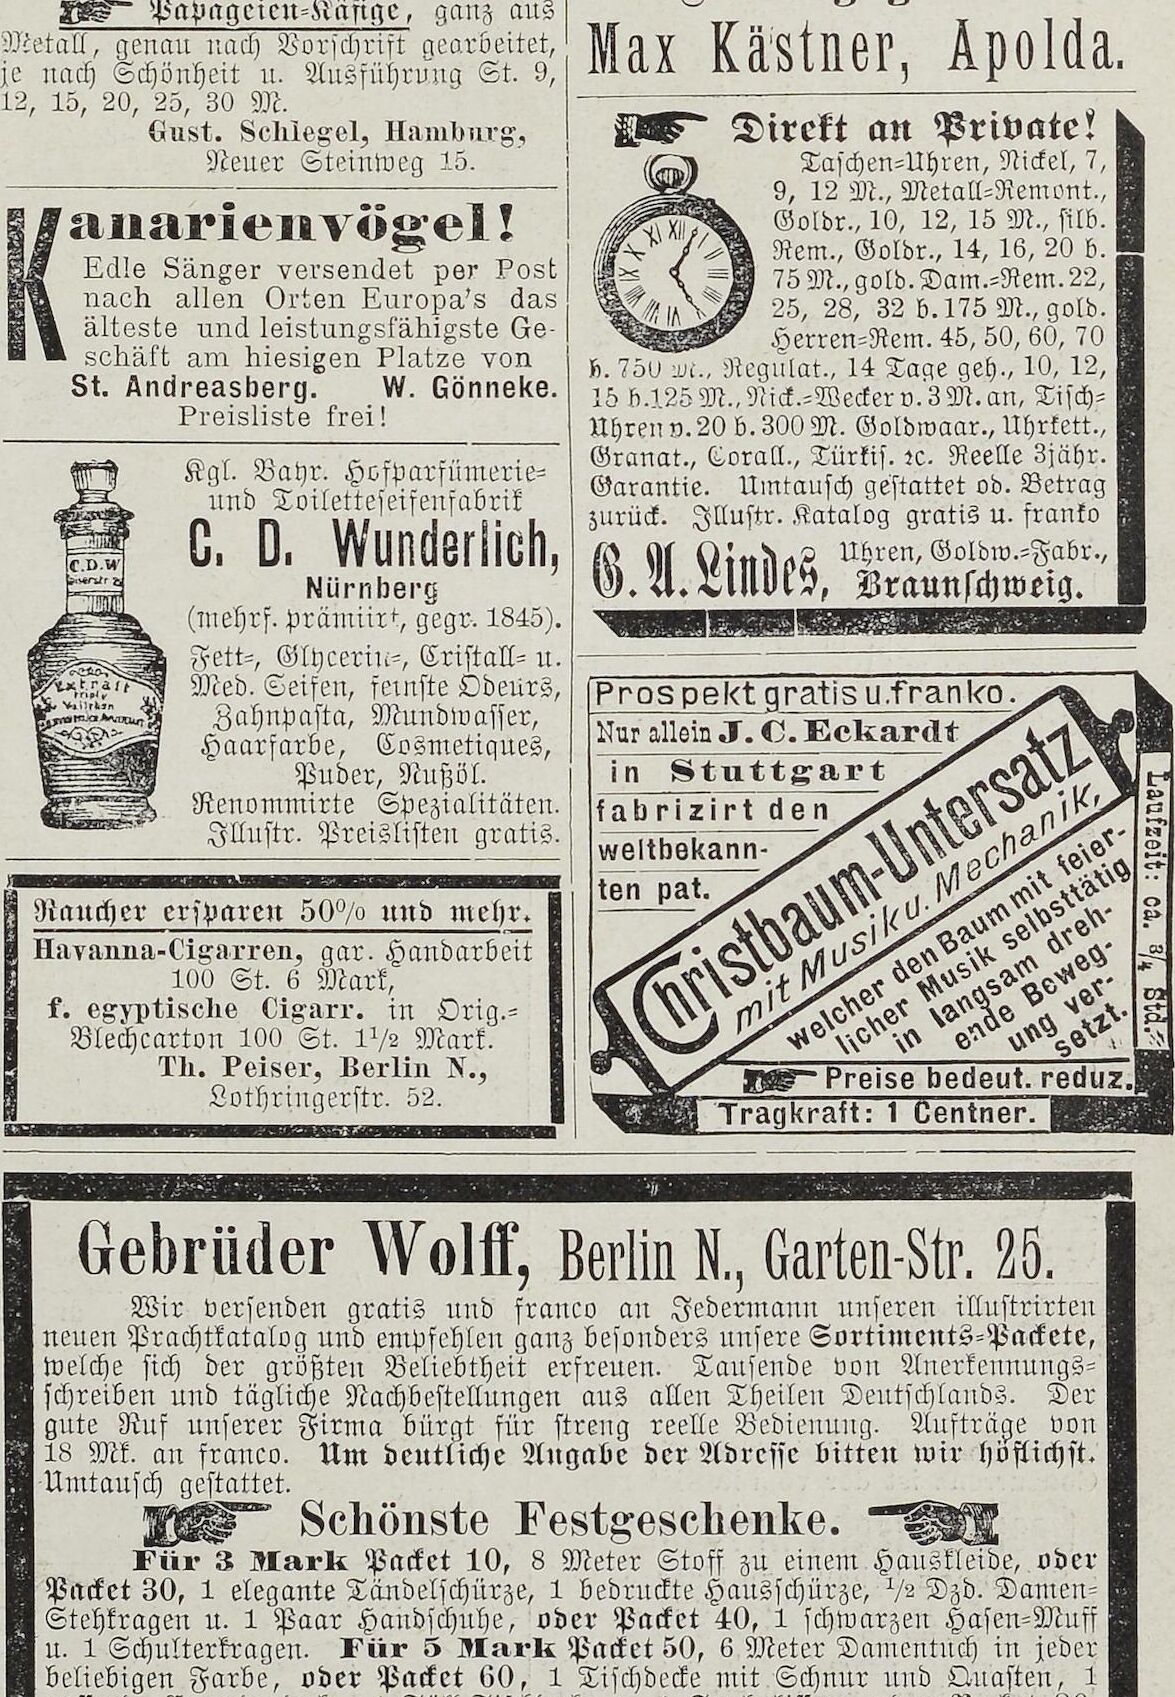 Papageien-Käfige, ganz aus
Metall, genau nach Vorschrift gearbeitet,
je nach Schönheit u. Ausführung St. 9,
12, 15, 20, 25, 30 M.
Gust. Schlegel, Hamburg,
Neuer Steinweg 15.
Kanarienvögel!
Edle Sänger versendet per Post
nach allen Orten Europa's das
älteste und leistungsfähigste Ge-
schäft am hiesigen Platze von
St. Andreasberg. W. Gönneke.
Preisliste frei!
Kgl. Bayr. Hofparfümerie-
und Toiletteseifenfabrik
C. D. Wunderlich,
Nürnberg
(mehrf. prämiirt, gegr. 1845).
Fett-, Glycerin-, Cristall- u.
Med. Seifen, feinste Odeurs,
Zahnpasta, Mundwasser,
Haarfarbe, Cosmetiques,
Puder, Nußöl.
Renommirte Spezialitäten.
Illustr. Preislisten gratis.
C.D.W
Extrait
triple
Veilchen
Raucher ersparen 50% und mehr.
Havanna-Cigarren, gar. Handarbeit
100 St. 6 Mark,
f. egyptische Cigarr. in Orig.-
Blechcarton 100 St. 1½ Mark.
Th. Peiser, Berlin N.,
Lothringerstr. 52.
Max Kästner, Apolda.
Direkt an Private!
Taschen-Uhren, Nickel, 7,
9, 12 M., Metall-Remont.,
Goldr., 10, 12, 15 M., silb.
Rem., Goldr., 14, 16, 20 b.
75 M., gold. Dam.-Rem. 22,
25, 28, 32 b. 175 M., gold.
Herren-Rem. 45, 50, 60, 70
b. 750 M., Regulat., 14 Tage geh., 10, 12,
15 b. 125 M., Nick.-Wecker v. 3 M. an, Tisch-
Uhren v. 20 b. 300 M. Goldwaar., Uhrkett.,
Granat., Corall., Türkis. ꝛc. Reelle 3jähr.
Garantie. Umtausch gestattet od. Betrag
zurück. Illustr. Katalog gratis u. franko
G. A. Lindes, Uhren, Goldw.-Fabr.,
Braunschweig.
Prospekt gratis u. franko.
Nur allein J. C. Eckardt
in Stuttgart
fabrizirt den
weltbekann-
ten pat.
Christbaum-Untersatz
mit Musik u. Mechanik,
welcher den Baum mit feier-
licher Musik selbsttätig
in langsam dreh-
ende Beweg-
ung ver-
setzt.
Laufzeit: ca. ¾ Std.
Preise bedeut. reduz.
Tragkraft: 1 Centner.
Gebrüder Wolff, Berlin N., Garten-Str. 25.
Wir versenden gratis und franco an Jedermann unseren illustrirten
neuen Prachtkatalog und empfehlen ganz besonders unsere Sortiments-Packete,
welche sich der größten Beliebtheit erfreuen. Tausende von Anerkennungs-
schreiben und tägliche Nachbestellungen aus allen Theilen Deutschlands. Der
gute Ruf unserer Firma bürgt für streng reelle Bedienung. Aufträge von
18 Mk. an franco. Um deutliche Angabe der Adresse bitten wir höflichst.
Umtausch gestattet.
Schönste Festgeschenke.
Für 3 Mark Packet 10, 8 Meter Stoff zu einem Hauskleide, oder
Packet 30, 1 elegante Tändelschürze, 1 bedruckte Hausschürze, ½ Dzd. Damen-
Stehkragen u. 1 Paar Handschuhe, oder Packet 40, 1 schwarzen Hasen-Muff
u. 1 Schulterkragen. Für 5 Mark Packet 50, 6 Meter Damentuch in jeder
beliebigen Farbe, oder Packet 60, 1 Tischdecke mit Schnur und Quasten, 1